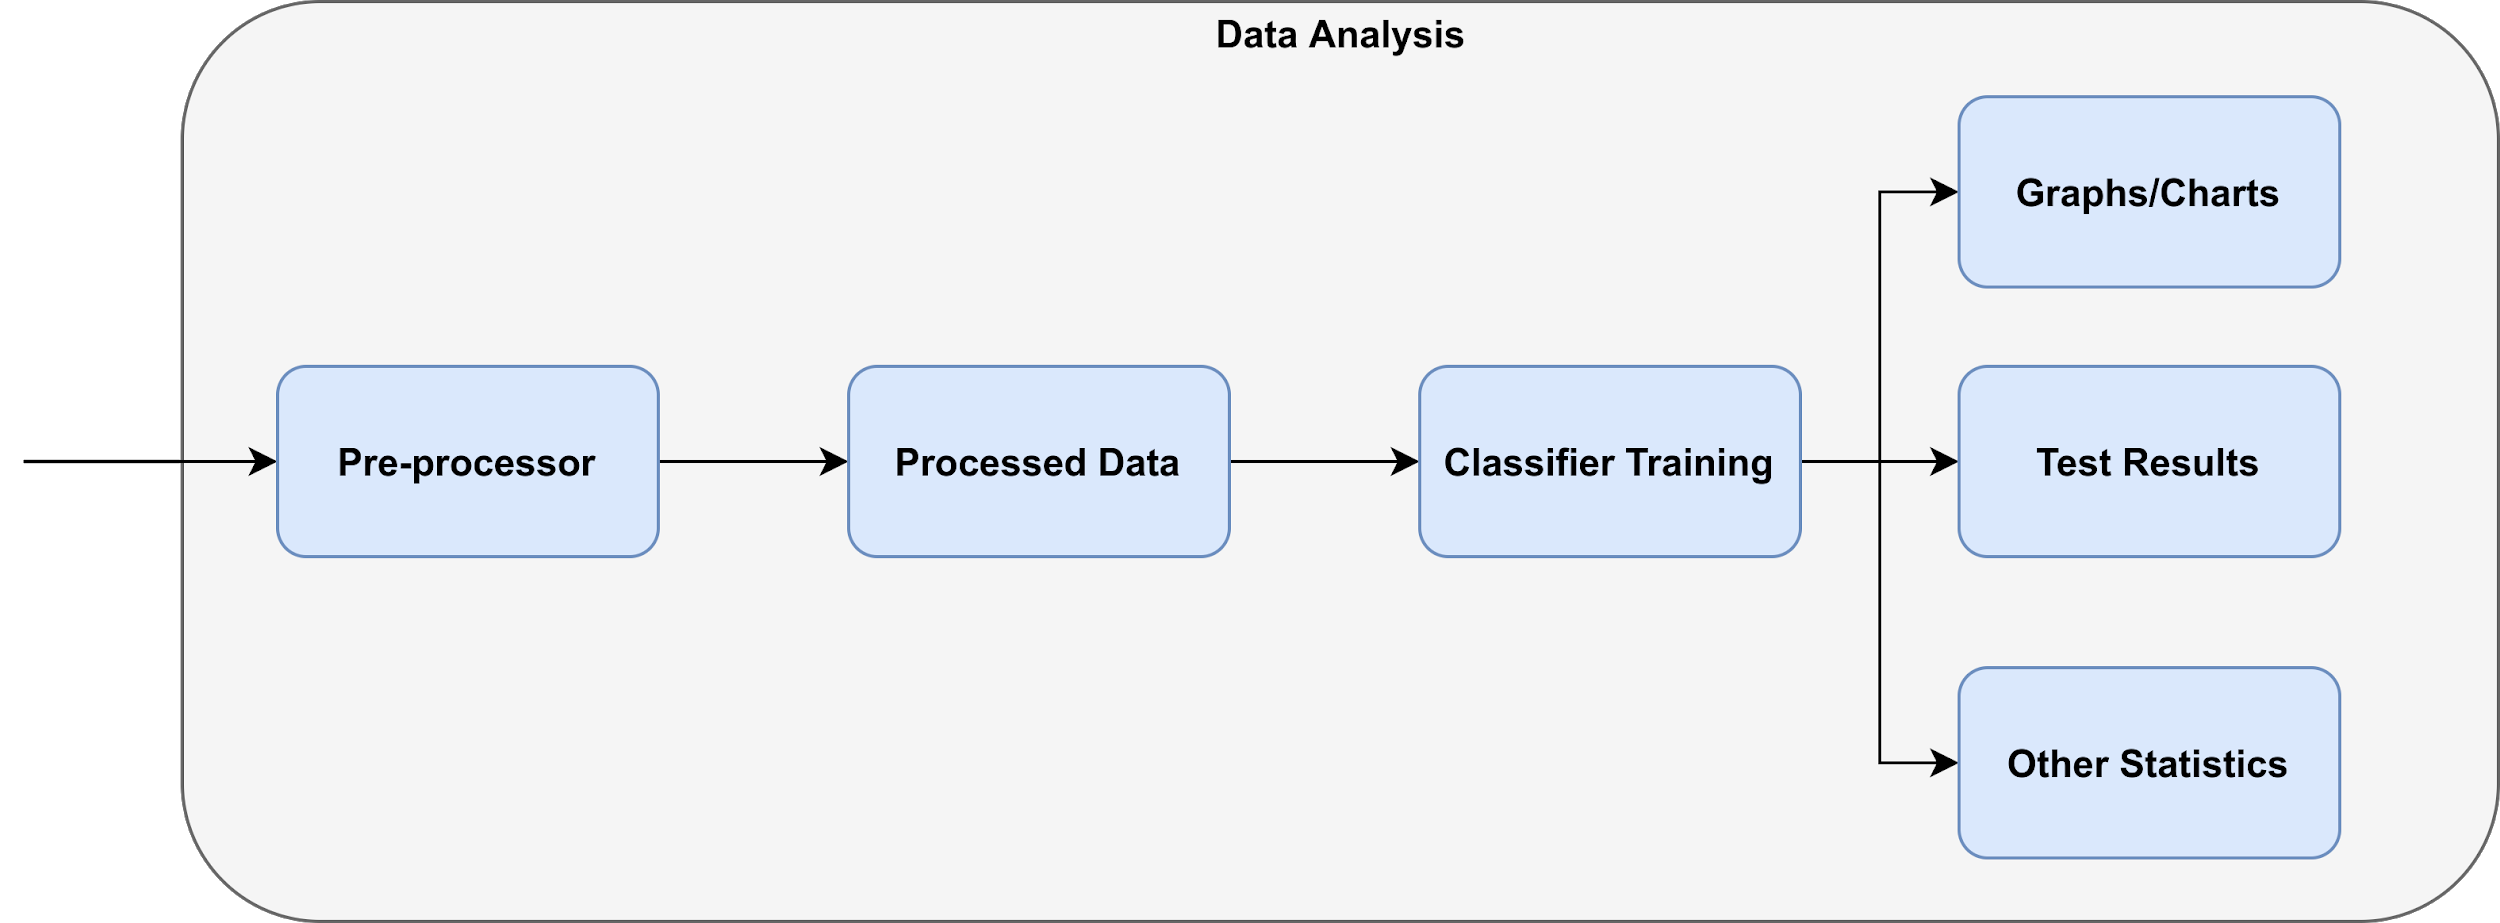 Data Analysis
Graphs/Charts
Pre-processor
Processed Data
Classifier Training
Test Results
Other Statistics